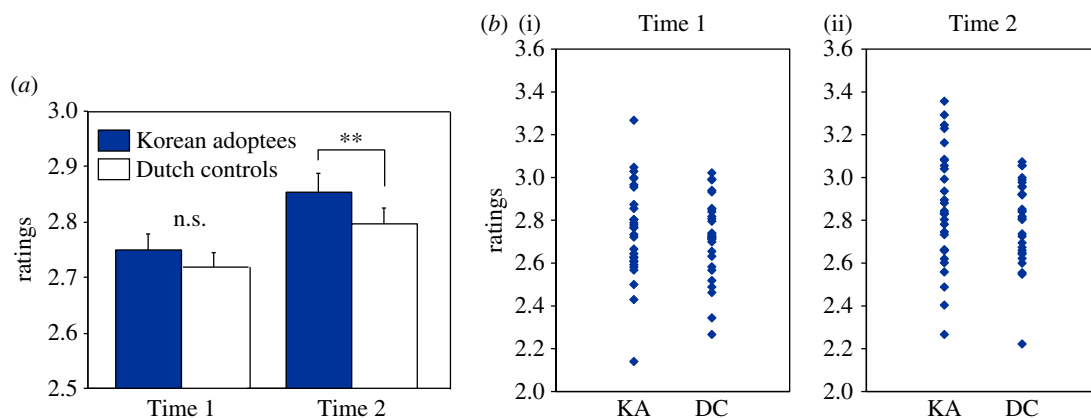 (a)
3.0
2.9
2.8
2.7
2.6
2.5
ratings
Korean adoptees
Dutch controls
n.s.
**
Time 1
Time 2
(b) (i)
Time 1
3.6
3.4
3.2
3.0
2.8
2.6
2.4
2.2
2.0
ratings
KA
DC
(ii)
Time 2
3.6
3.4
3.2
3.0
2.8
2.6
2.4
2.2
2.0
KA
DC